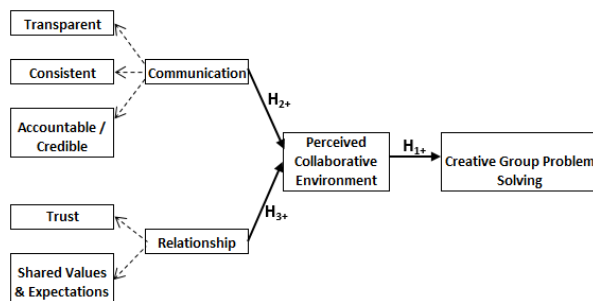 Transparent
Consistent
Communication
Accountable /
Credible
H2+
Perceived
Collaborative
Environment
H1+
Creative Group Problem
Solving
H3+
Trust
Relationship
Shared Values
& Expectations